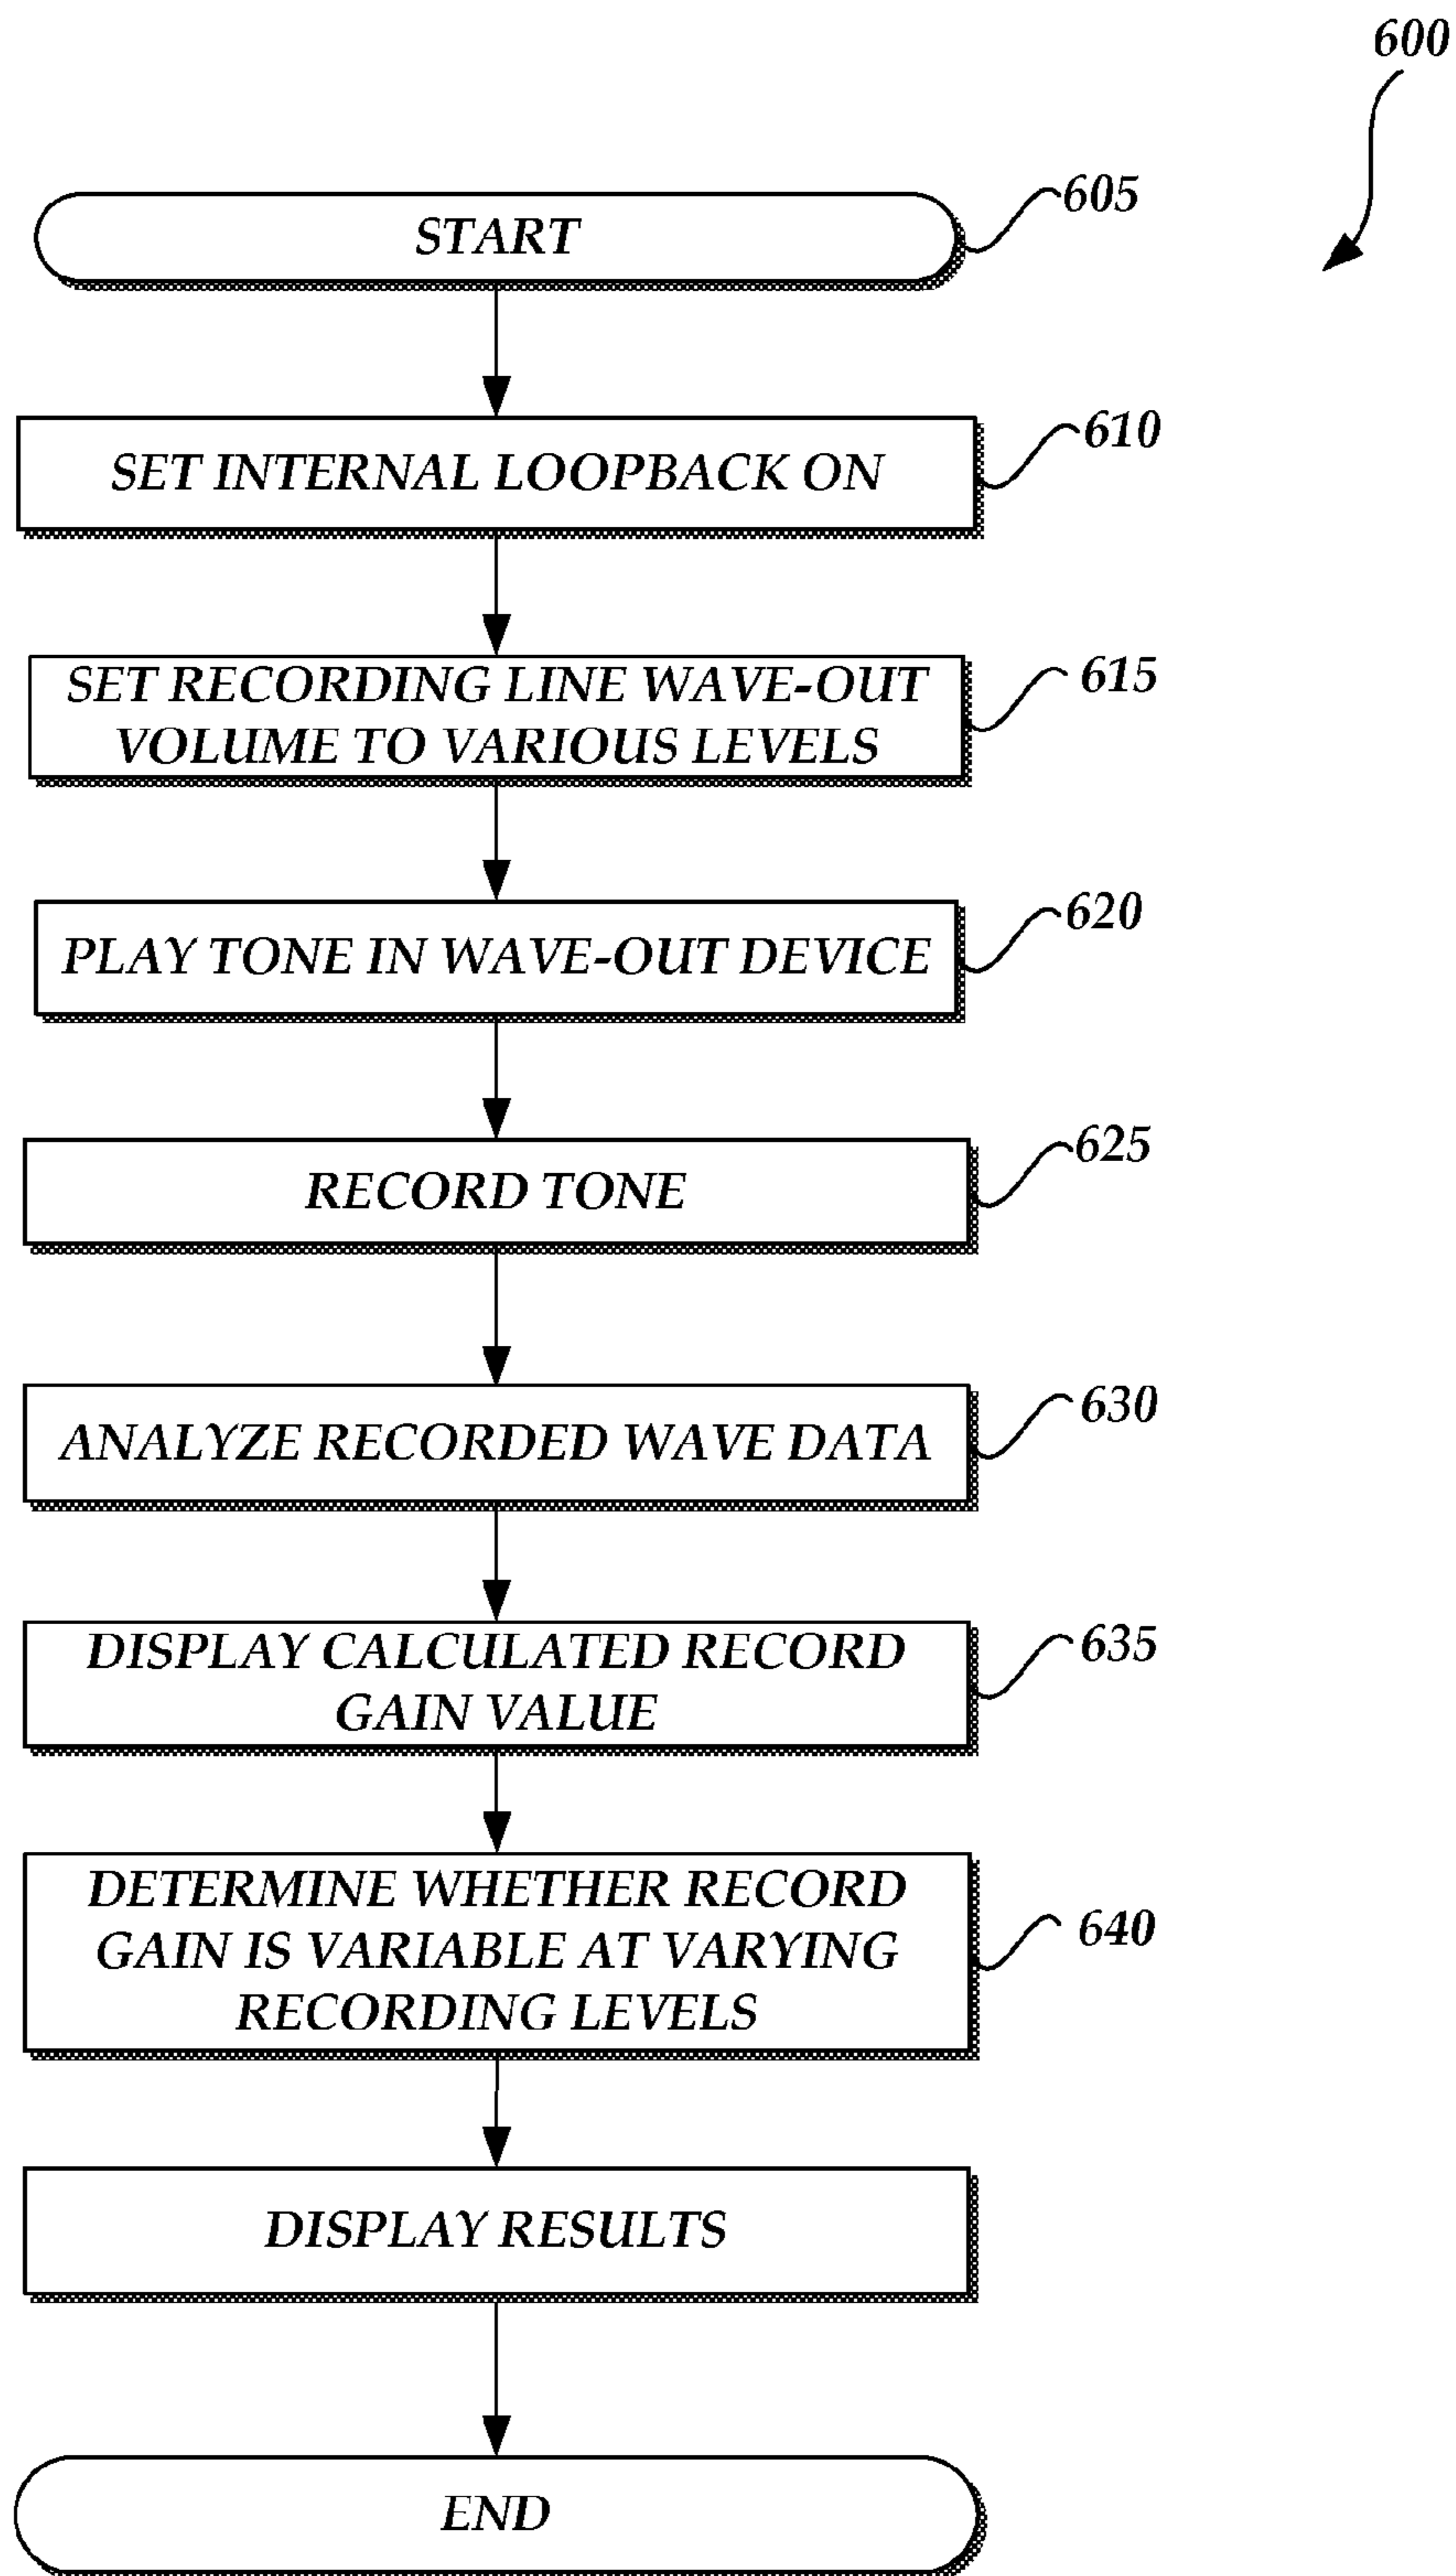 600
START
605
SET INTERNAL LOOPBACK ON
610
SET RECORDING LINE WAVE-OUT
VOLUME TO VARIOUS LEVELS
615
PLAY TONE IN WAVE-OUT DEVICE
620
RECORD TONE
625
ANALYZE RECORDED WAVE DATA
630
DISPLAY CALCULATED RECORD
GAIN VALUE
635
DETERMINE WHETHER RECORD
GAIN IS VARIABLE AT VARYING
RECORDING LEVELS
640
DISPLAY RESULTS
END